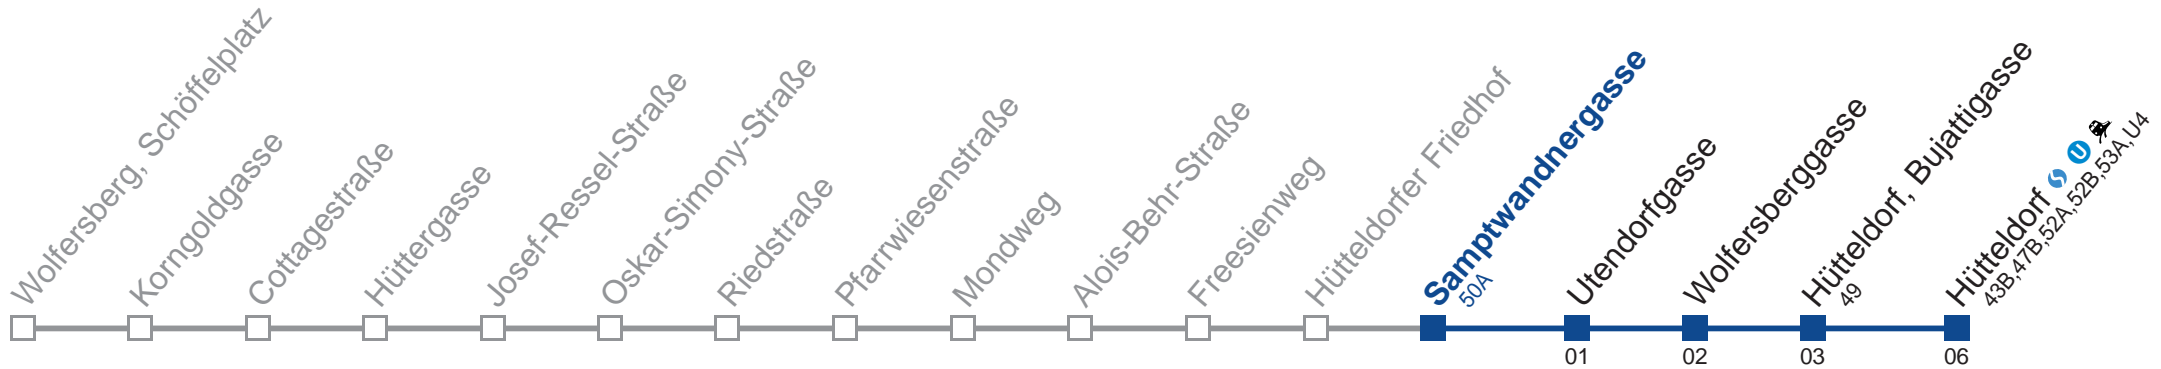 Wolfersberg, Schöffelplatz
Korngoldgasse
Cottagestraße
Hüttergasse
Josef-Ressel-Straße
Oskar-Simony-Straße
Riedstraße
Pfarrwiesenstraße
Mondweg
Alois-Behr-Straße
Freesienweg
Hütteldorfer Friedhof
Samptwandnergasse
50A
Utendorfgasse
Wolfersberggasse
Hütteldorf, Bujattigasse
49
Hütteldorf S U
43B,47B,52A,52B,53A,U4
01
02
03
06